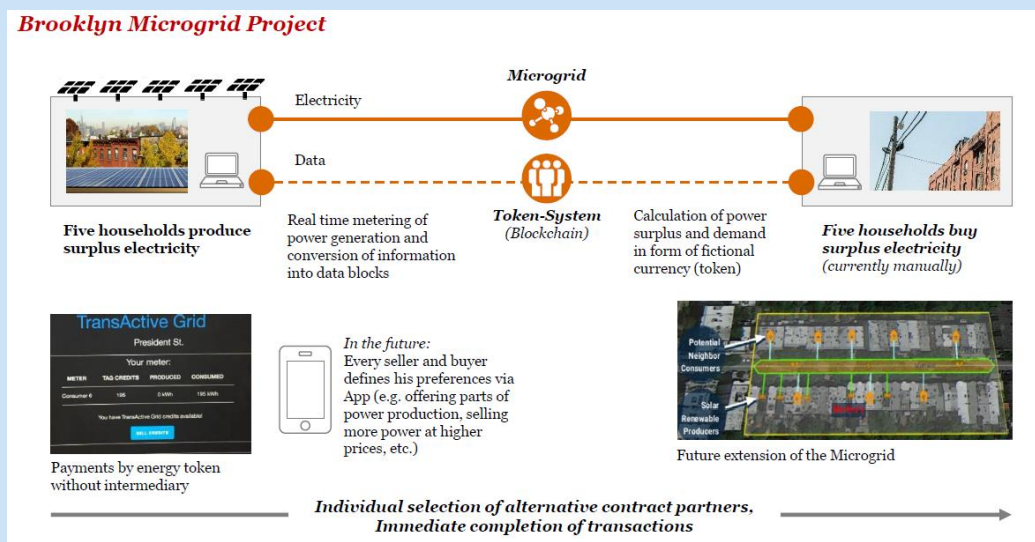 Brooklyn Microgrid Project
Microgrid
Electricity
Data
Five households produce
surplus electricity
Real time metering of
power generation and
conversion of information
into data blocks
Token-System
(Blockchain)
Calculation of power
surplus and demand
in form of fictional
currency (token)
Five households buy
surplus electricity
(currently manually)
TransActive Grid
President St.
Your meter:
METER TAG CREDITS PRODUCED CONSUMED
Consumer 6 195 0 kWh 195 kWh
You have TransActive Grid credits available!
SELL CREDITS
Payments by energy token
without intermediary
In the future:
Every seller and buyer
defines his preferences via
App (e.g. offering parts of
power production, selling
more power at higher
prices, etc.)
Potential
Neighbor
Consumers
Solar
Renewable
Producers
Future extension of the Microgrid
Individual selection of alternative contract partners,
Immediate completion of transactions